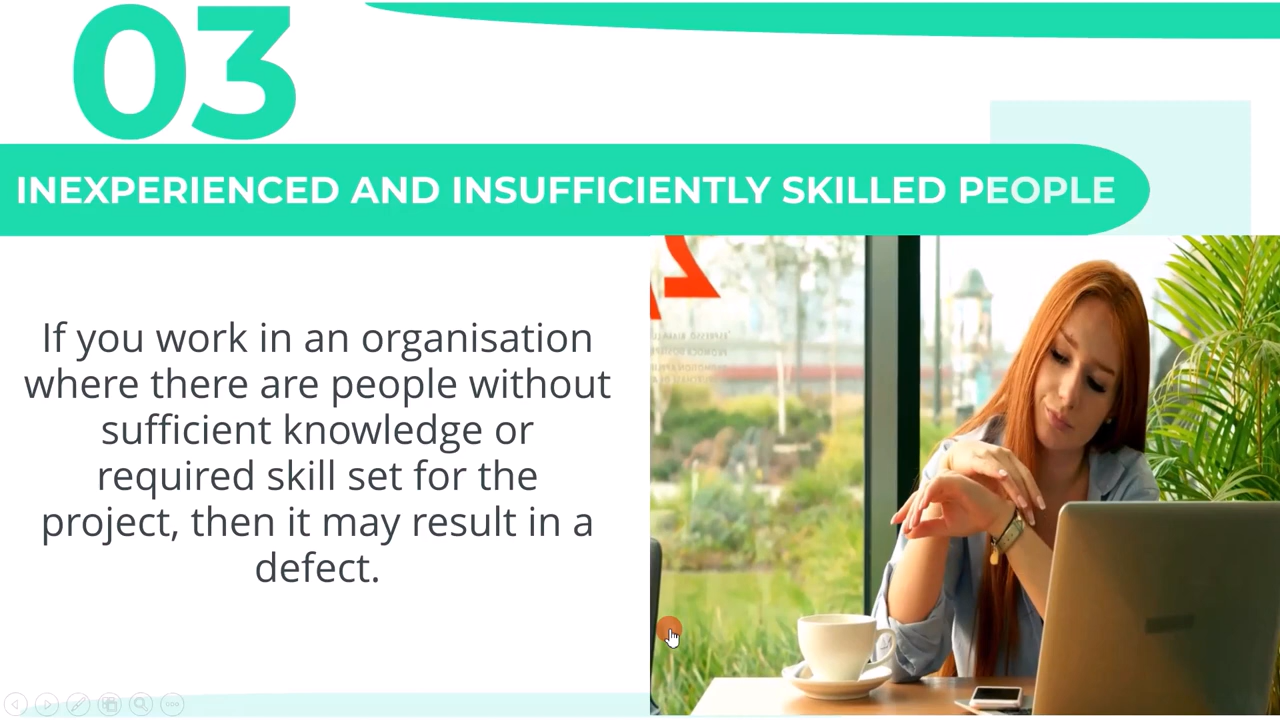 03
INEXPERIENCED AND INSUFFICIENTLY SKILLED PEOPLE
If you work in an organisation
where there are people without
sufficient knowledge or
required skill set for the
project, then it may result in a
defect.